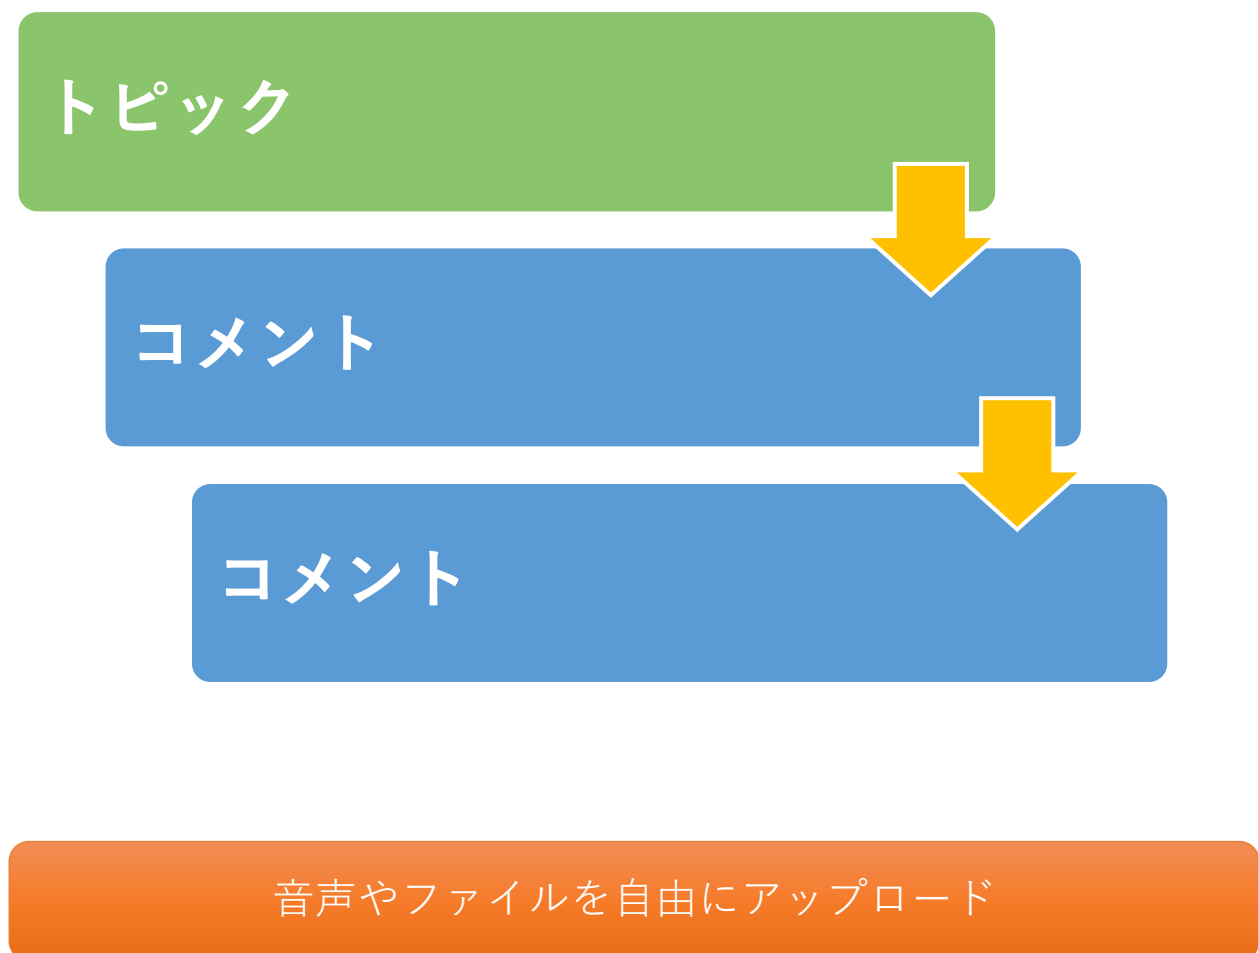 トピック
コメント
コメント
音声やファイルを自由にアップロード